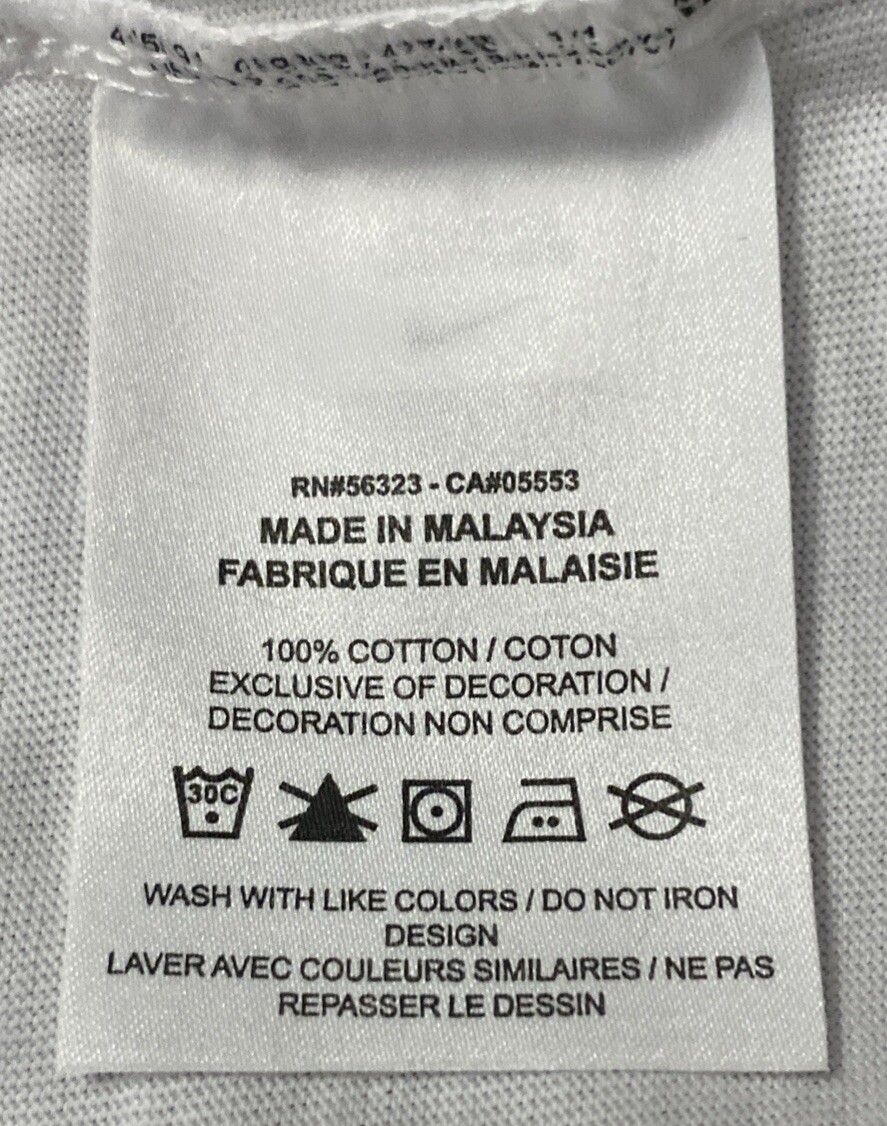 RN#56323 - CA#05553
MADE IN MALAYSIA
FABRIQUE EN MALAISIE
100% COTTON / COTON
EXCLUSIVE OF DECORATION /
DECORATION NON COMPRISE
30C
WASH WITH LIKE COLORS / DO NOT IRON
DESIGN
LAVER AVEC COULEURS SIMILAIRES / NE PAS
REPASSER LE DESSIN